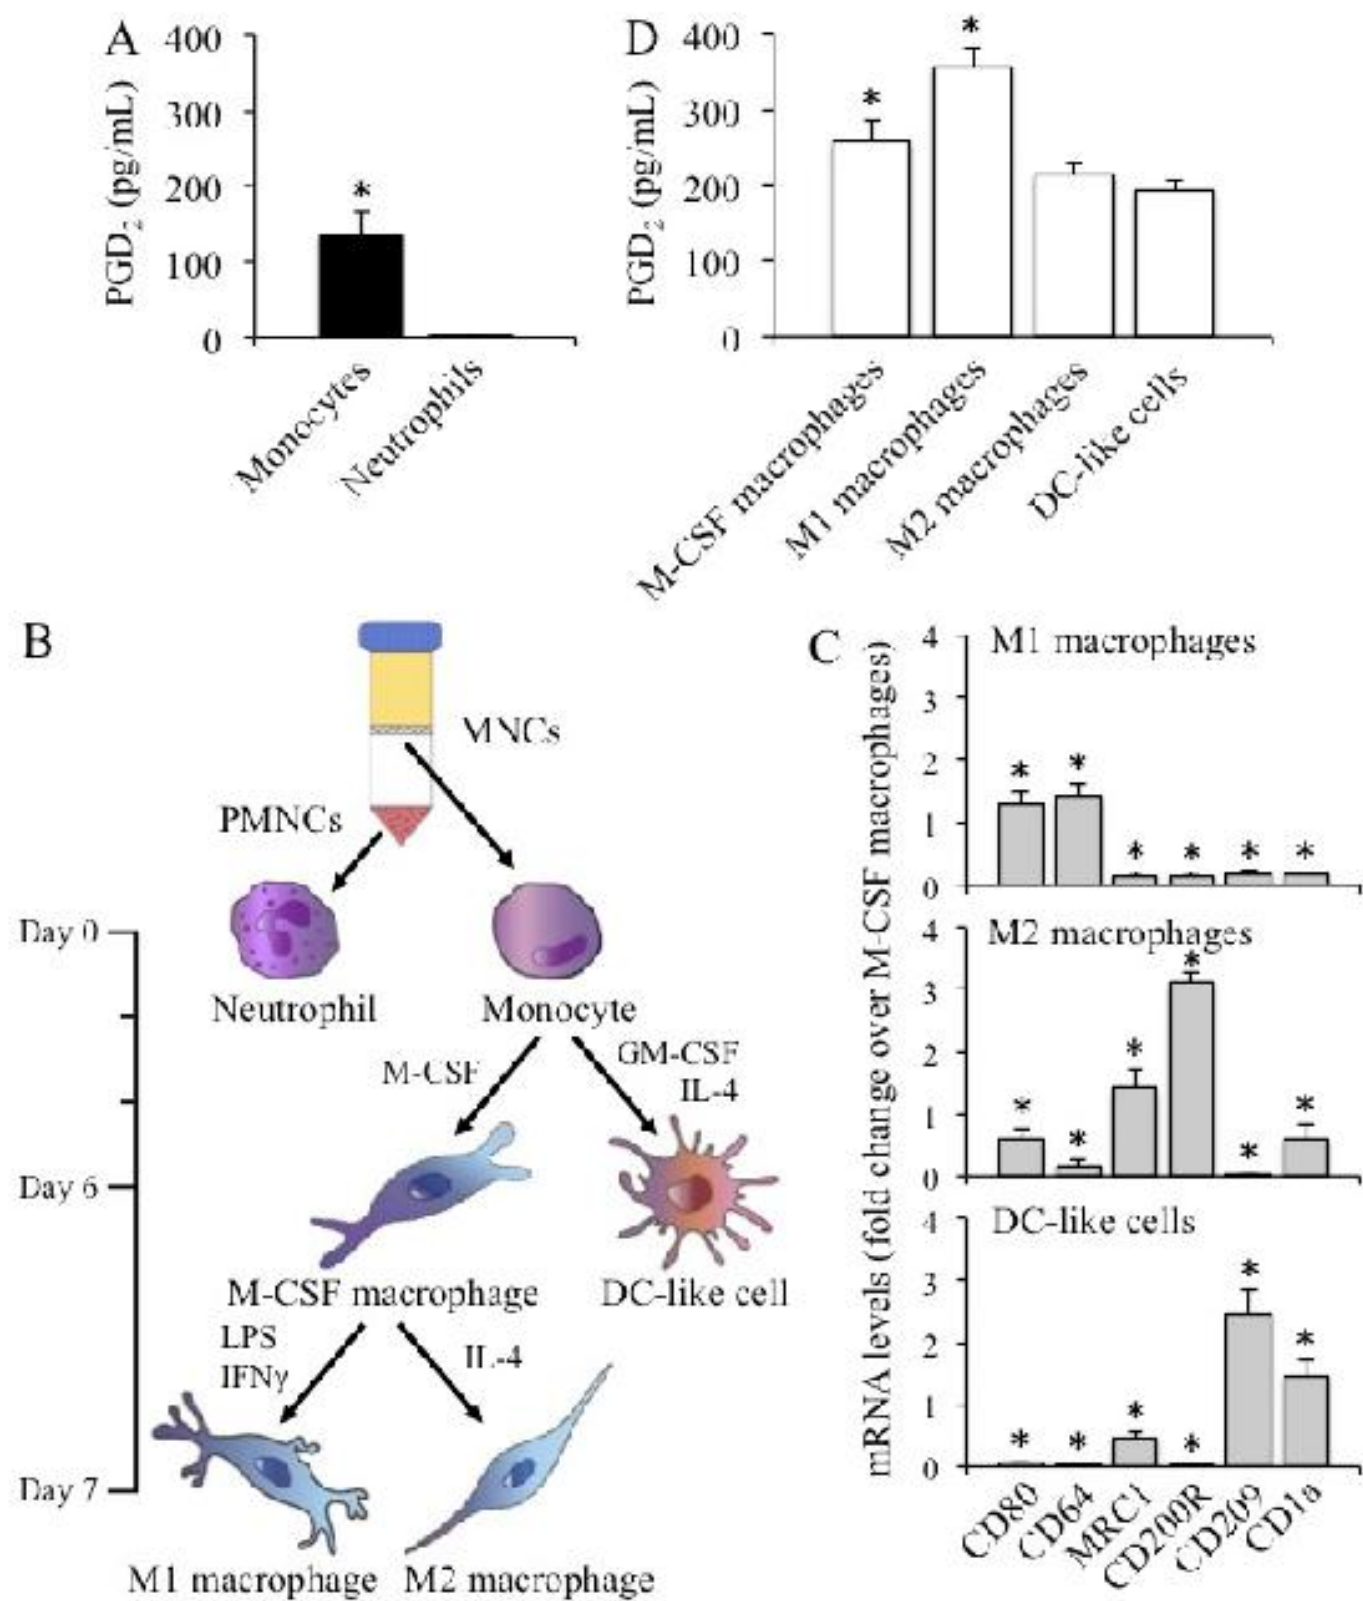 A
400
300
200
100
0
PGD2 (pg/mL)
*
Monocytes
Neutrophils
D
400
300
200
100
0
PGD2 (pg/mL)
*
*
M-CSF macrophages
M1 macrophages
M2 macrophages
DC-like cells
B
MNCs
PMNCs
Day 0
Neutrophil
Monocyte
M-CSF
GM-CSF
IL-4
Day 6
M-CSF macrophage
DC-like cell
LPS
IFNγ
IL-4
Day 7
M1 macrophage
M2 macrophage
C
mRNA levels (fold change over M-CSF macrophages)
M1 macrophages
4
3
2
1
0
* * * * * *
M2 macrophages
4
3
2
1
0
* * * * * *
DC-like cells
4
3
2
1
0
* * * * * *
CD80
CD64
MRC1
CD200R
CD209
CD1a